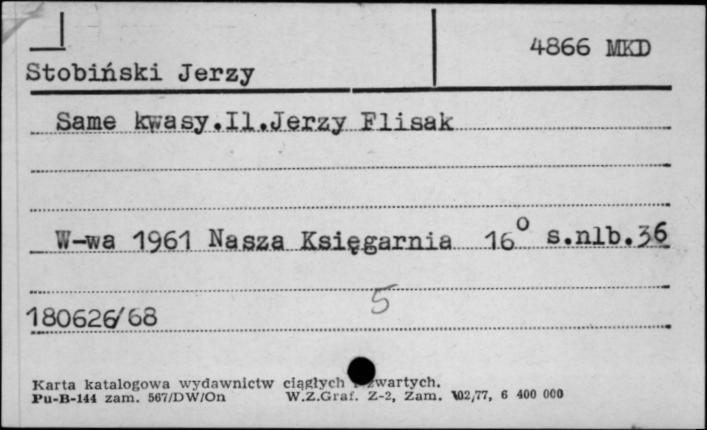 4866 MKD
Stobiński Jerzy
Same kwasy.Il.Jerzy Flisak
W-wa 1961 Nasza Księgarnia 16⁰ s.nlb.36
5
180626/68
Karta katalogowa wydawnictw ciągłych zwartych.
Pu-B-144 zam. 567/DW/On W.Z.Graf. Z-2, Zam. 102/77, 6 400 000